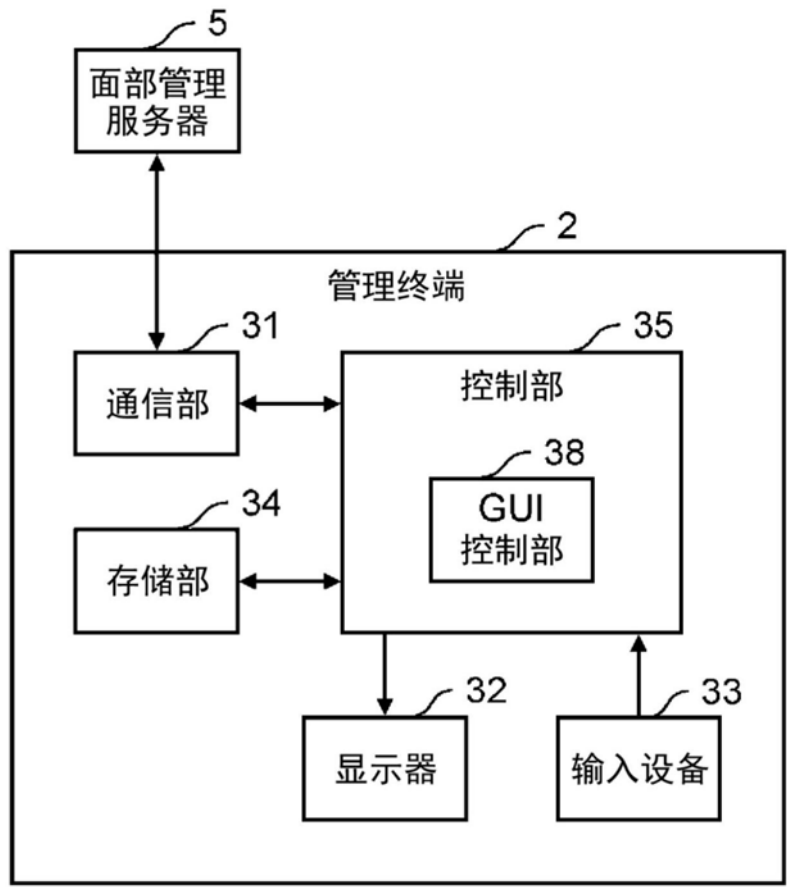 5
面部管理
服务器
2
管理终端
31
通信部
35
控制部
38
GUI
控制部
34
存储部
32
显示器
33
输入设备